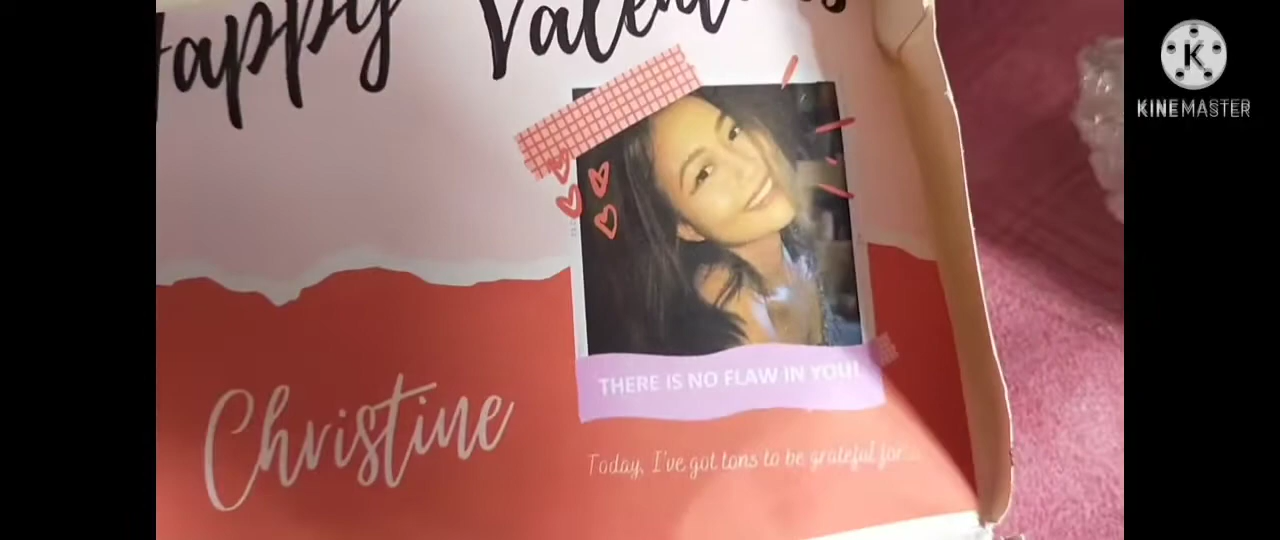 Happy Valentines
K
KINEMASTER
THERE IS NO FLAW IN YOU!
Christine
Today, I've got tons to be grateful for....